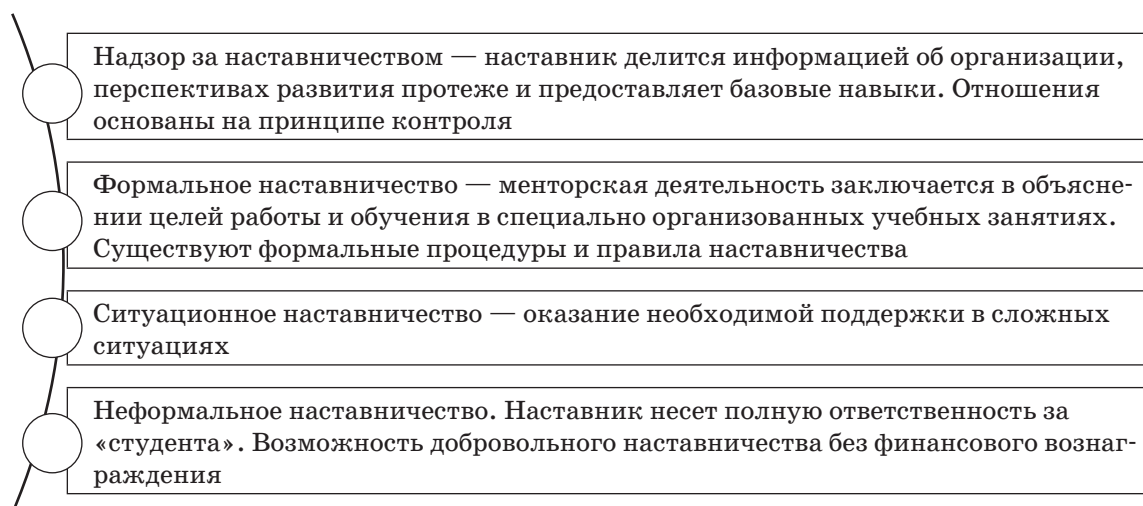 Надзор за наставничеством — наставник делится информацией об организации,
перспективах развития протеже и предоставляет базовые навыки. Отношения
основаны на принципе контроля
Формальное наставничество — менторская деятельность заключается в объясне-
нии целей работы и обучения в специально организованных учебных занятиях.
Существуют формальные процедуры и правила наставничества
Ситуационное наставничество — оказание необходимой поддержки в сложных
ситуациях
Неформальное наставничество. Наставник несет полную ответственность за
«студента». Возможность добровольного наставничества без финансового вознаг-
раждения